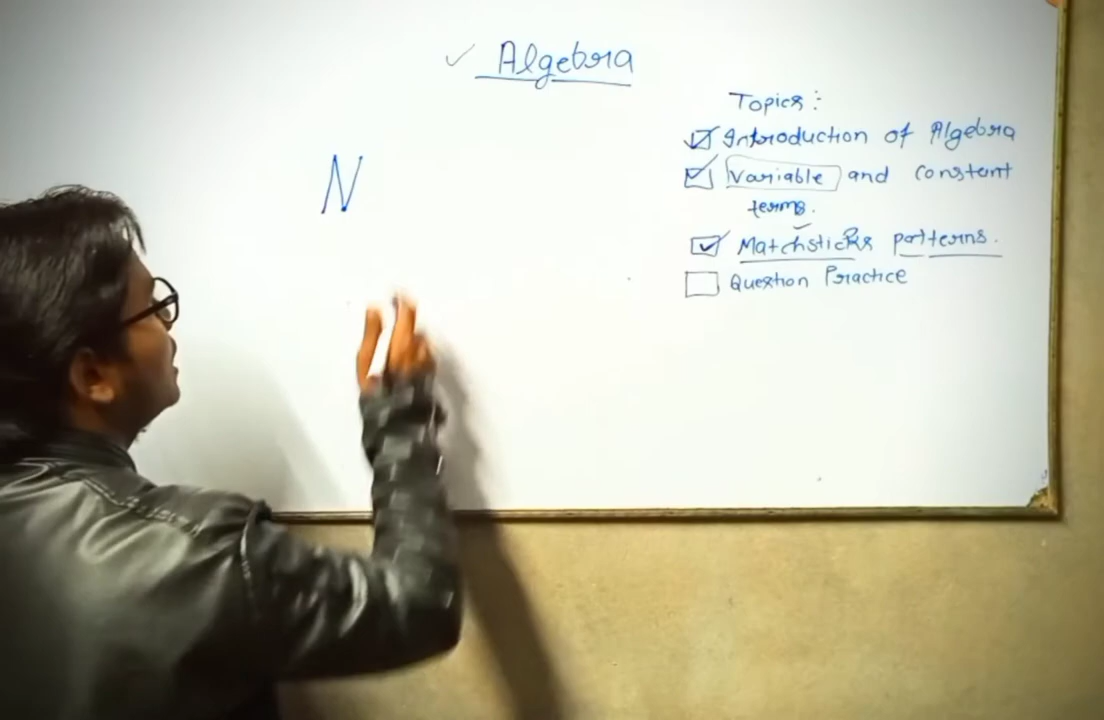 ✓ Algebra
N
Topics :
☑ Introduction of Algebra
☑ Variable and constant
terms.
☑ Matchsticks patterns.
☐ Question Practice